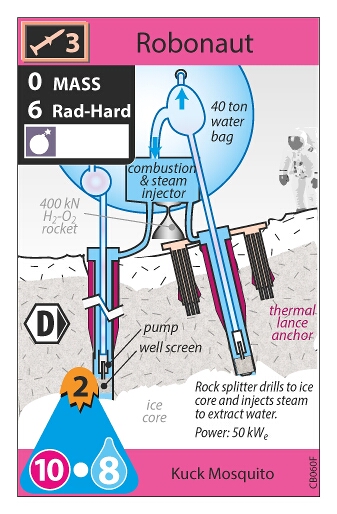 3
Robonaut
0 MASS
6 Rad-Hard
40 ton
water
bag
combustion
& steam
injector
400 kN
H₂-O₂
rocket
D
thermal
lance
anchor
pump
well screen
2
ice
core
Rock splitter drills to ice
core and injects steam
to extract water.
Power: 50 kWₑ
10 • 8
Kuck Mosquito
CB060F